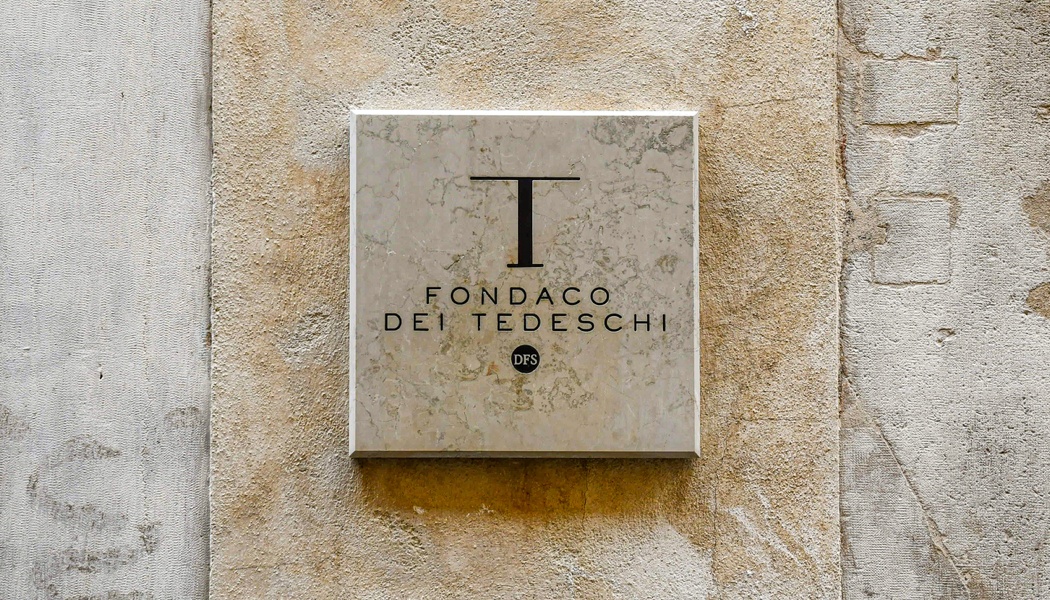 T
FONDACO
DEI TEDESCHI
DFS